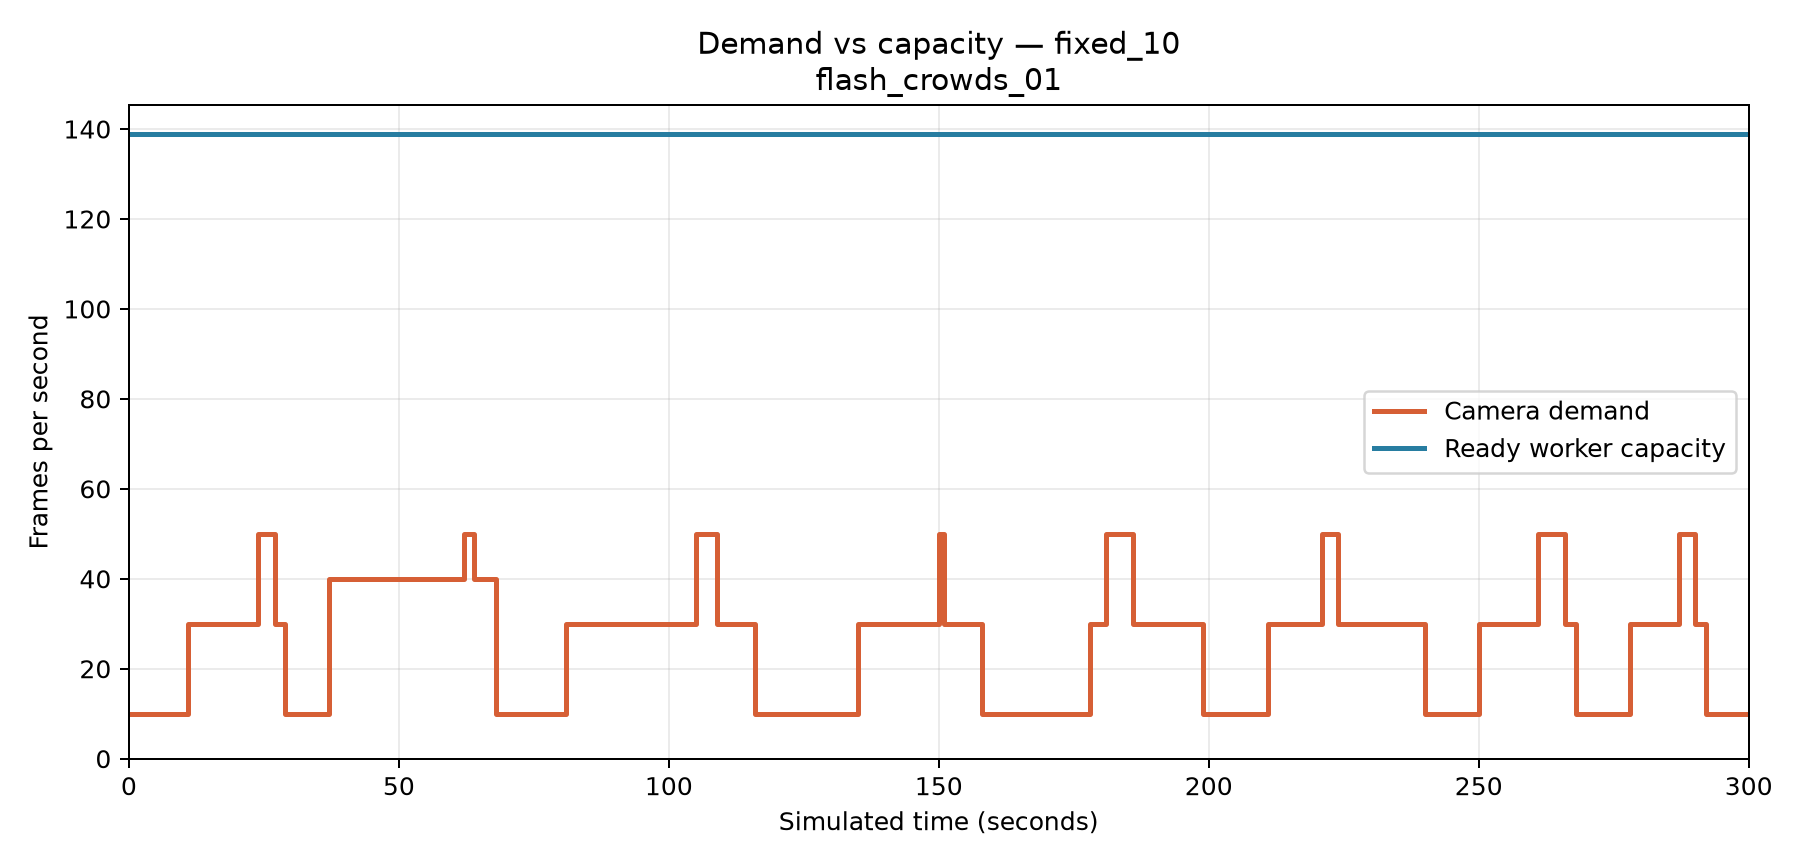 Demand vs capacity — fixed_10
flash_crowds_01
140
120
100
80
60
40
20
0
Frames per second
Camera demand
Ready worker capacity
0 50 100 150 200 250 300
Simulated time (seconds)